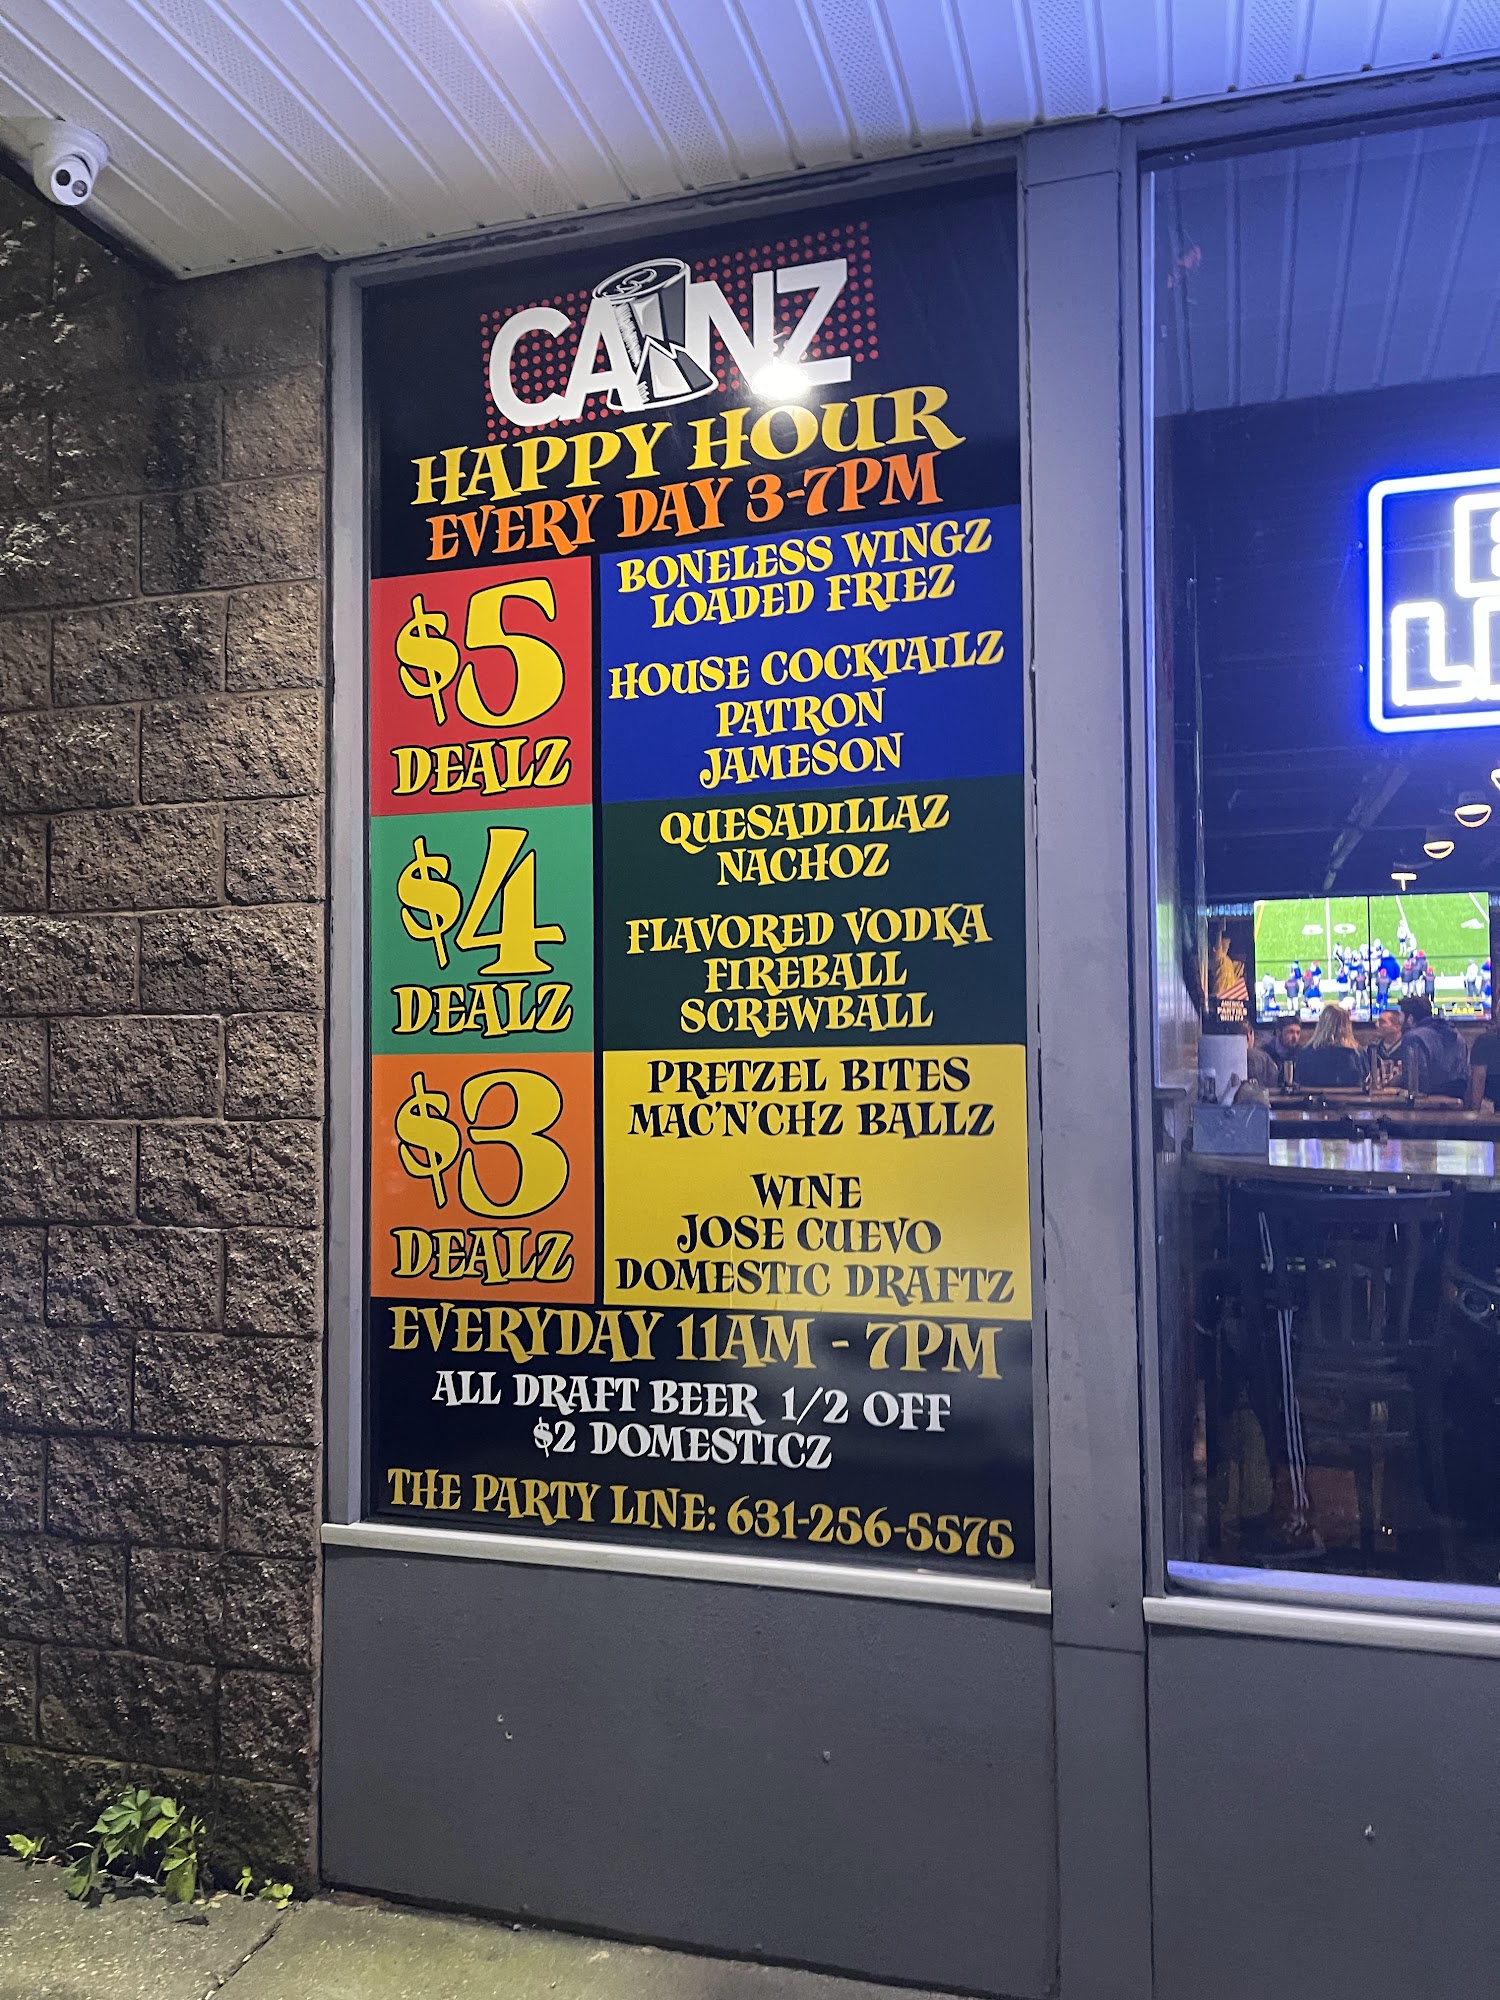 CANZ
HAPPY HOUR
EVERY DAY 3-7PM
$5
DEALZ
BONELESS WINGZ
LOADED FRIEZ
HOUSE COCKTAILZ
PATRON
JAMESON
$4
DEALZ
QUESADILLAZ
NACHOZ
FLAVORED VODKA
FIREBALL
SCREWBALL
$3
DEALZ
PRETZEL BITES
MAC'N'CHZ BALLZ
WINE
JOSE CUEVO
DOMESTIC DRAFTZ
EVERYDAY 11AM - 7PM
ALL DRAFT BEER 1/2 OFF
$2 DOMESTICZ
THE PARTY LINE: 631-256-5575
AMERICA
PARTIES